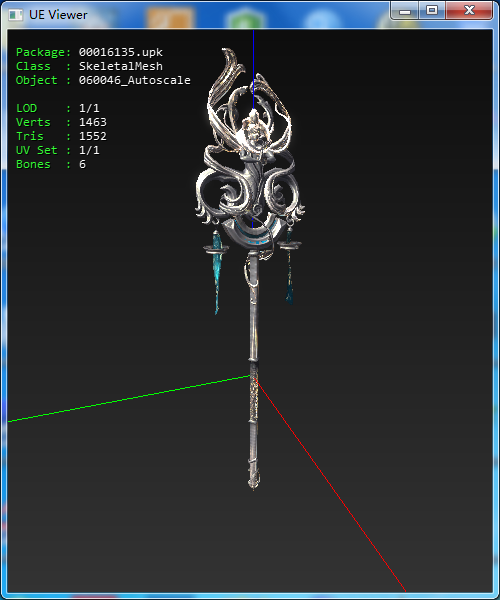 UE Viewer
Package: 00016135.upk
Class  : SkeletalMesh
Object : 060046_Autoscale
LOD    : 1/1
Verts  : 1463
Tris   : 1552
UV Set : 1/1
Bones  : 6